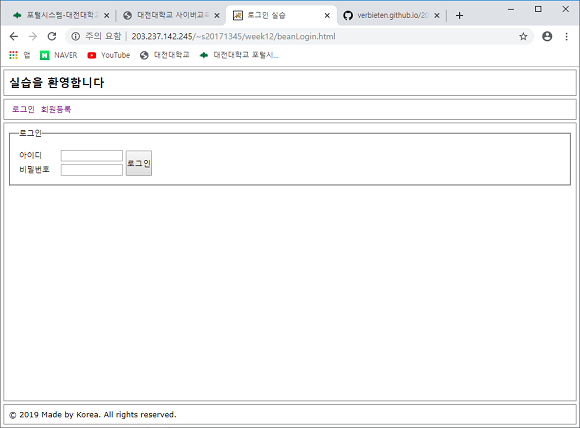 포털시스템-대전대학교
대전대학교 사이버교육
로그인 실습
verbieten.github.io/20
주의 요함 | 203.237.142.245/~s20171345/week12/beanLogin.html
앱 NAVER YouTube 대전대학교 대전대학교 포털시...
실습을 환영합니다
로그인 회원등록
로그인
아이디
비밀번호
로그인
© 2019 Made by Korea. All rights reserved.